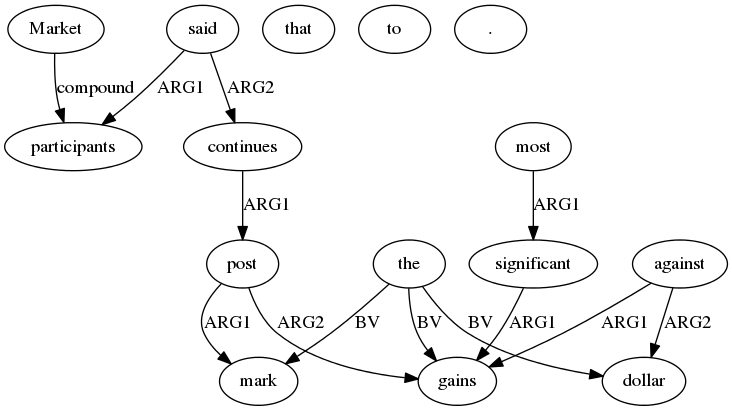 Market said that to .
compound ARG1 ARG2
participants continues most
ARG1 ARG1
post the significant against
ARG1 ARG2 BV BV BV ARG1 ARG1 ARG2
mark gains dollar